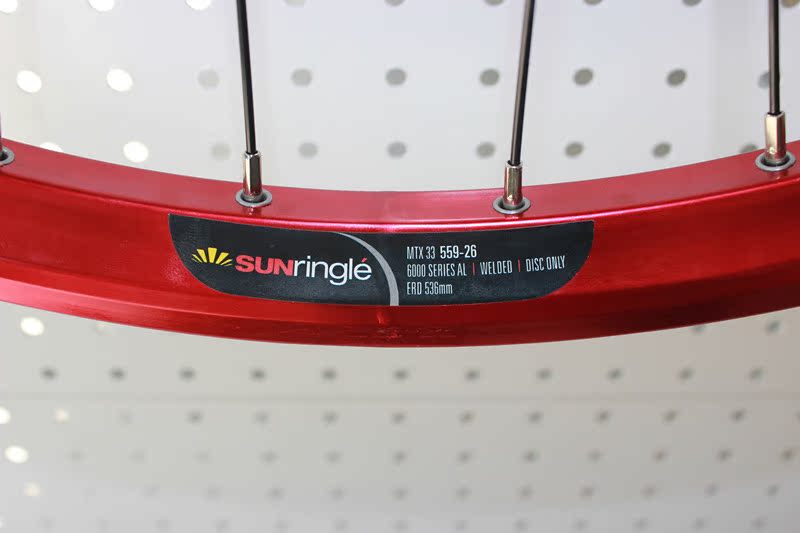 SUNringlé
MTX 33 559-26
6000 SERIES AL | WELDED | DISC ONLY
ERD 536mm